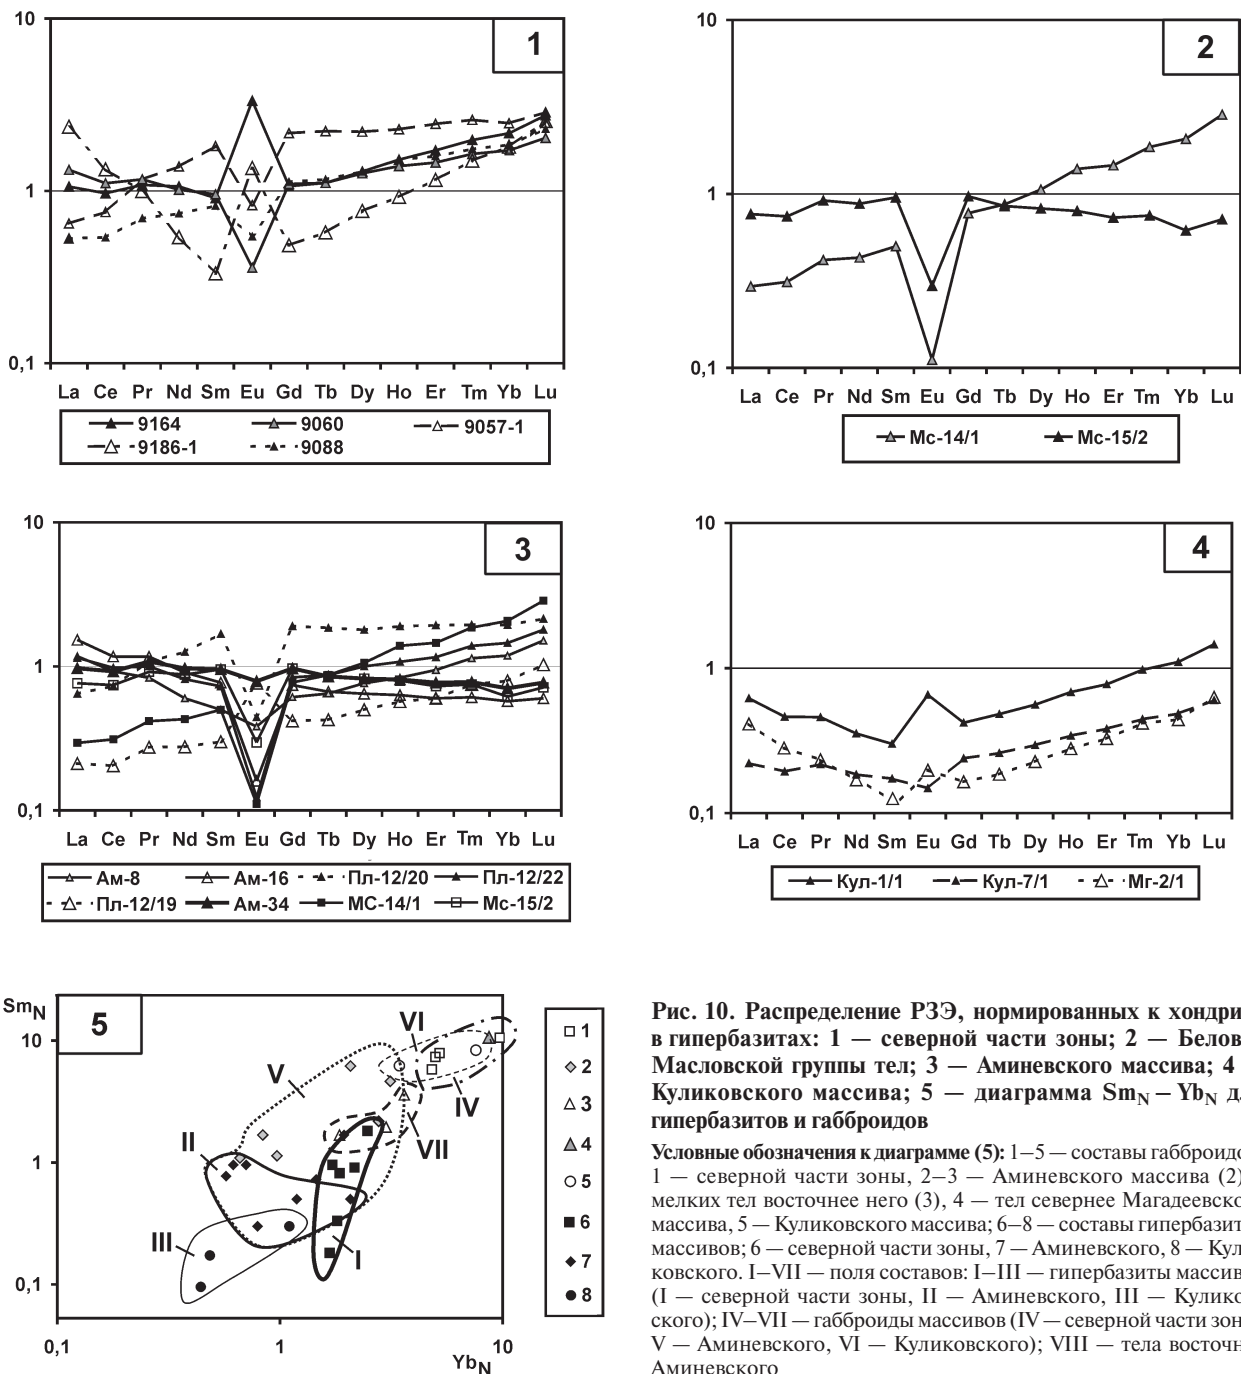 10
1
0,1
1
La Ce Pr Nd Sm Eu Gd Tb Dy Ho Er Tm Yb Lu
9164 9060 9057-1
9186-1 9088
10
1
0,1
2
La Ce Pr Nd Sm Eu Gd Tb Dy Ho Er Tm Yb Lu
Мс-14/1 Мс-15/2
10
1
0,1
3
La Ce Pr Nd Sm Eu Gd Tb Dy Ho Er Tm Yb Lu
Ам-8 Ам-16 Пл-12/20 Пл-12/22
Пл-12/19 Ам-34 МС-14/1 Мс-15/2
10
1
0,1
4
La Ce Pr Nd Sm Eu Gd Tb Dy Ho Er Tm Yb Lu
Кул-1/1 Кул-7/1 Мг-2/1
SmN
5
10
1
0,1
VI
V
IV
II
VII
III
I
0,1 1 10
YbN
1
2
3
4
5
6
7
8
Рис. 10. Распределение РЗЭ, нормированных к хондри
в гипербазитах: 1 — северной части зоны; 2 — Белов
Масловской группы тел; 3 — Аминевского массива; 4
Куликовского массива; 5 — диаграмма SmN – YbN д
гипербазитов и габброидов
Условные обозначения к диаграмме (5): 1–5 — составы габброидо
1 — северной части зоны, 2–3 — Аминевского массива (2)
мелких тел восточнее него (3), 4 — тел севернее Магадеевско
массива, 5 — Куликовского массива; 6–8 — составы гипербазит
массивов; 6 — северной части зоны, 7 — Аминевского, 8 — Кул
ковского. I–VII — поля составов: I–III — гипербазиты массив
(I — северной части зоны, II — Аминевского, III — Кулико
ского); IV–VII — габброиды массивов (IV — северной части зон
V — Аминевского, VI — Куликовского); VIII — тела восточн
Аминевского